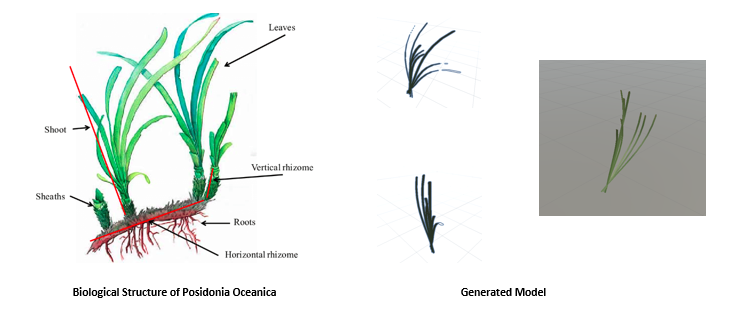 Leaves
Shoot
Vertical rhizome
Sheaths
Roots
Horizontal rhizome
Biological Structure of Posidonia Oceanica
Generated Model